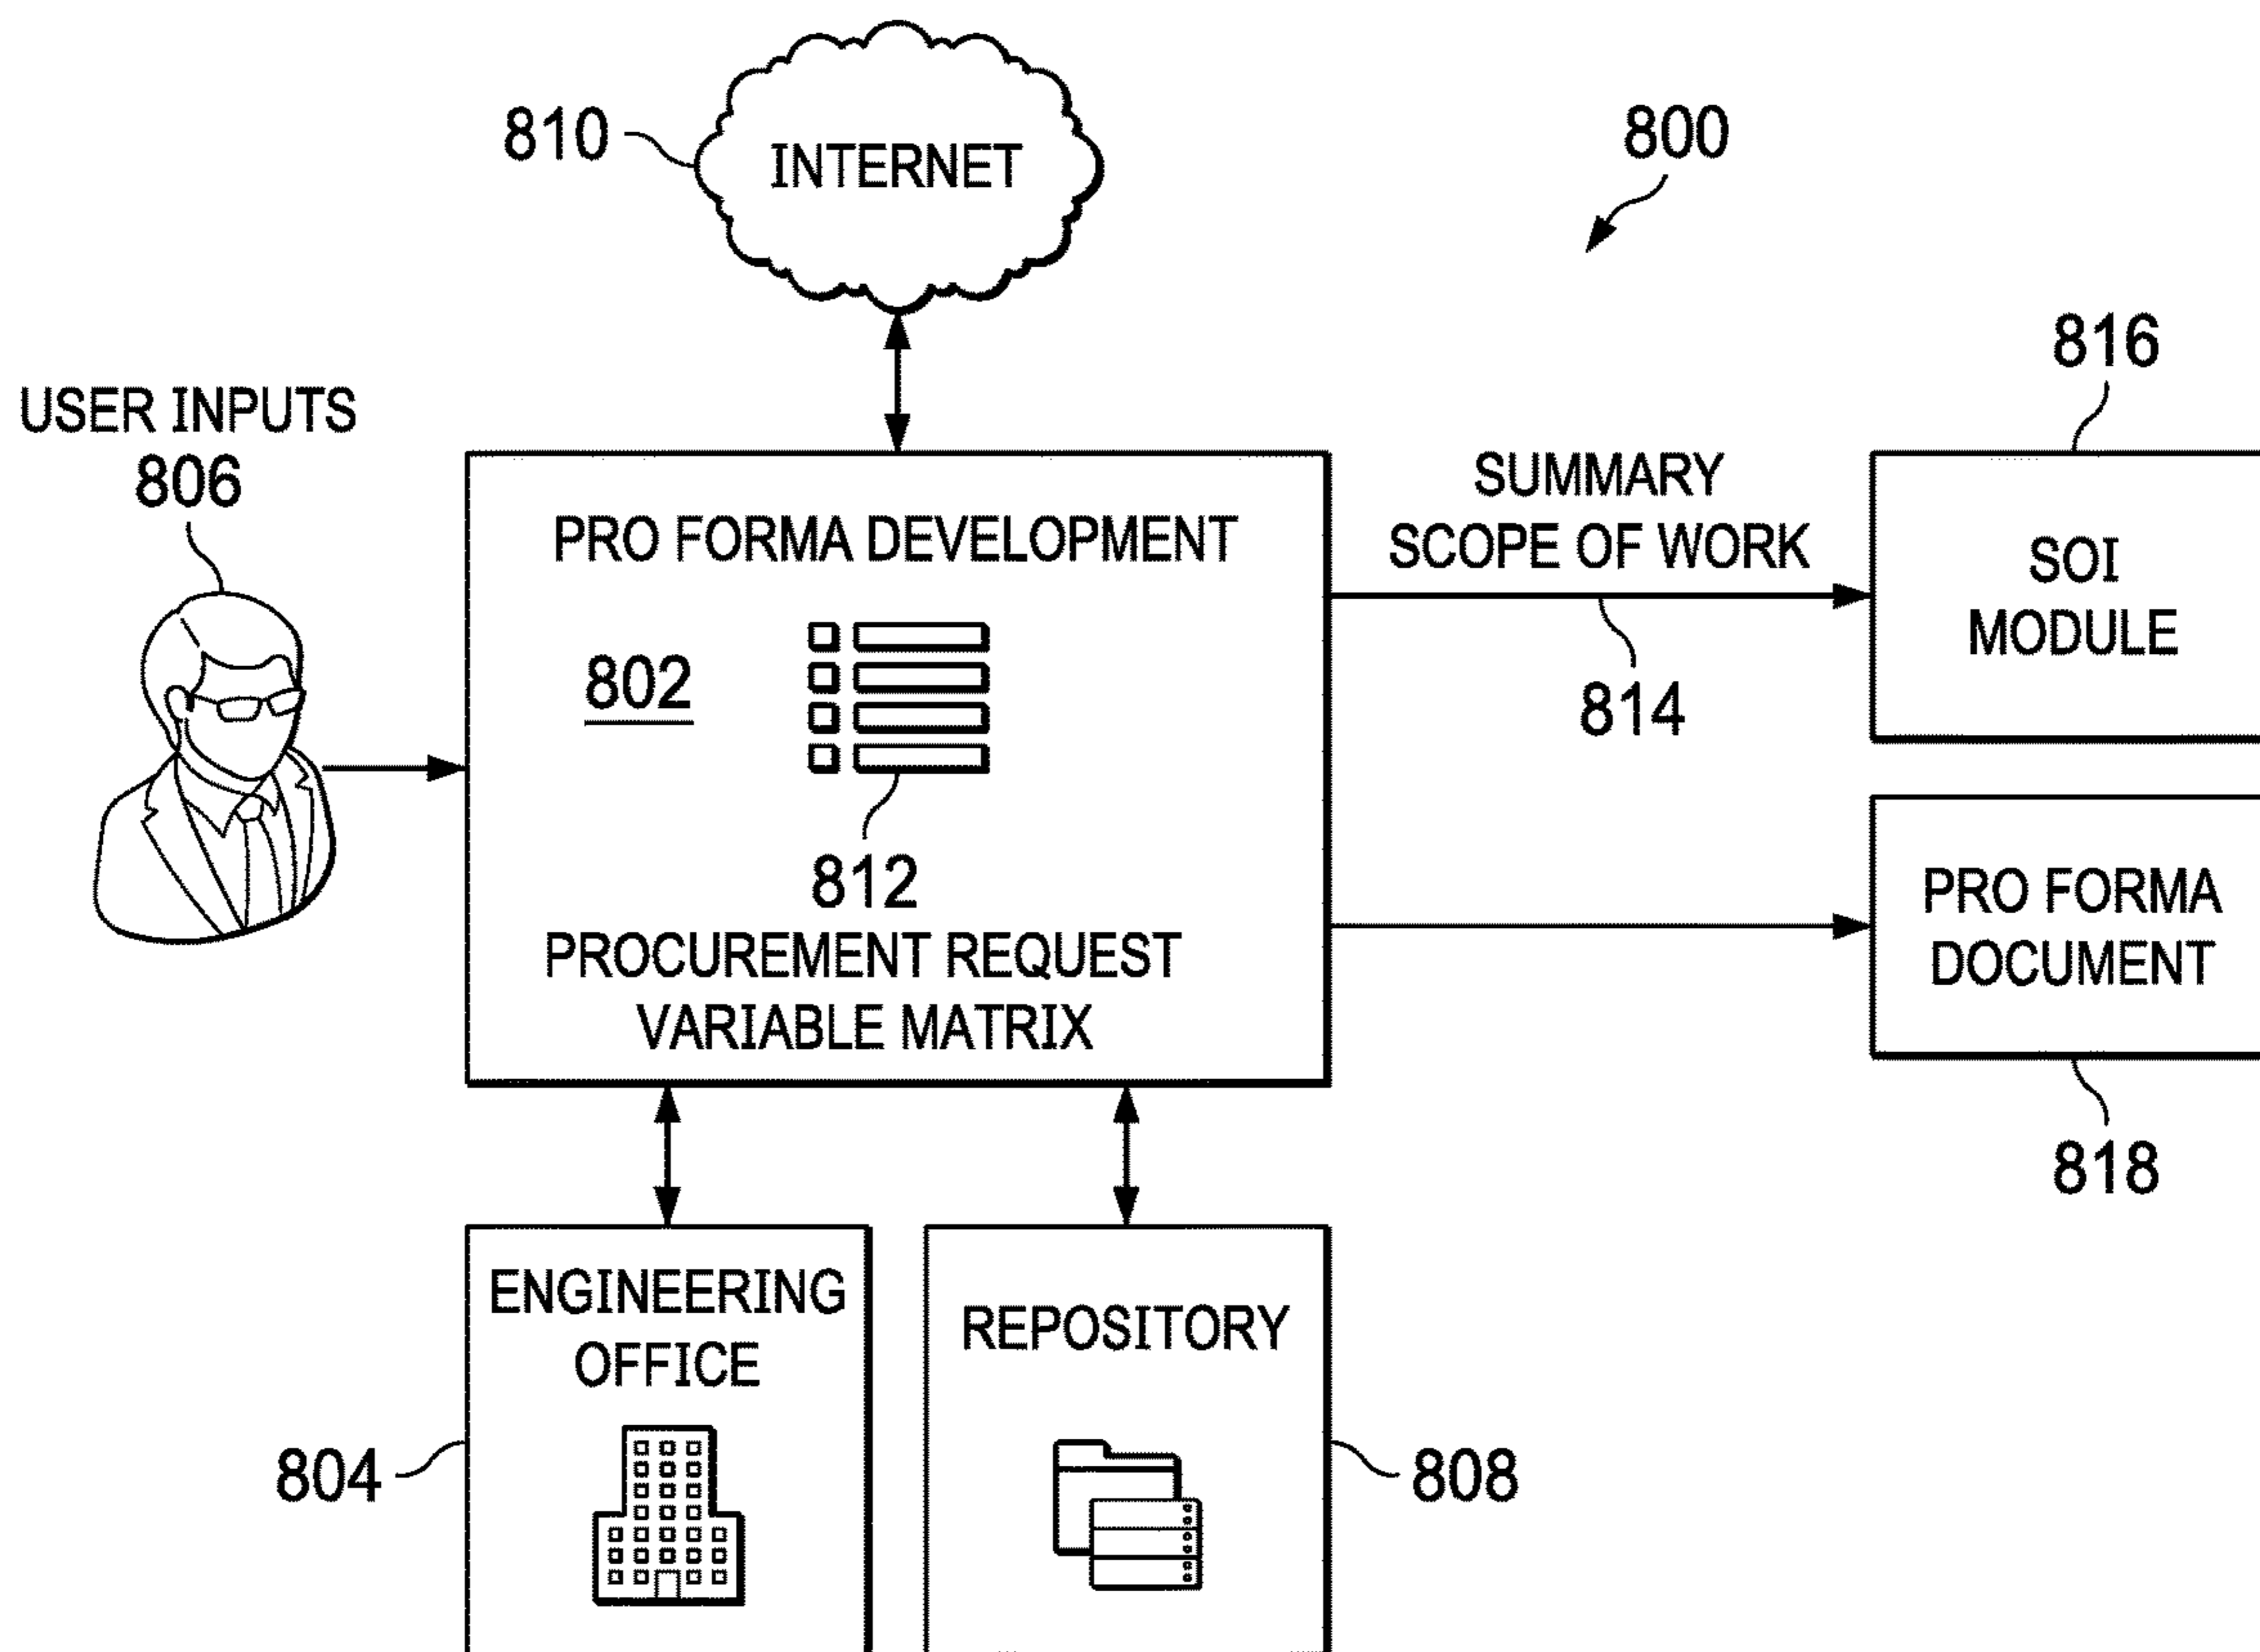 810
INTERNET
800
USER INPUTS
806
PRO FORMA DEVELOPMENT
802
812
PROCUREMENT REQUEST
VARIABLE MATRIX
SUMMARY
SCOPE OF WORK
814
816
SOI
MODULE
PRO FORMA
DOCUMENT
818
ENGINEERING
OFFICE
804
REPOSITORY
808